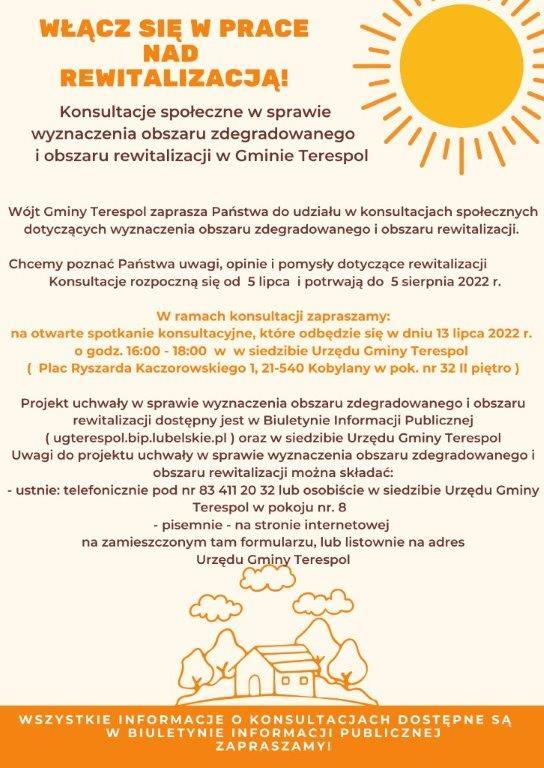 WŁĄCZ SIĘ W PRACE
NAD
REWITALIZACJĄ!
Konsultacje społeczne w sprawie
wyznaczenia obszaru zdegradowanego
i obszaru rewitalizacji w Gminie Terespol
Wójt Gminy Terespol zaprasza Państwa do udziału w konsultacjach społecznych
dotyczących wyznaczenia obszaru zdegradowanego i obszaru rewitalizacji.
Chcemy poznać Państwa uwagi, opinie i pomysły dotyczące rewitalizacji
Konsultacje rozpoczną się od 5 lipca i potrwają do 5 sierpnia 2022 r.
W ramach konsultacji zapraszamy:
na otwarte spotkanie konsultacyjne, które odbędzie się w dniu 13 lipca 2022 r.
o godz. 16:00 - 18:00 w w siedzibie Urzędu Gminy Terespol
( Plac Ryszarda Kaczorowskiego 1, 21-540 Kobylany w pok. nr 32 II piętro )
Projekt uchwały w sprawie wyznaczenia obszaru zdegradowanego i obszaru
rewitalizacji dostępny jest w Biuletynie Informacji Publicznej
( ugterespol.bip.lubelskie.pl ) oraz w siedzibie Urzędu Gminy Terespol
Uwagi do projektu uchwały w sprawie wyznaczenia obszaru zdegradowanego i
obszaru rewitalizacji można składać:
- ustnie: telefonicznie pod nr 83 411 20 32 lub osobiście w siedzibie Urzędu Gminy
Terespol w pokoju nr. 8
- pisemnie - na stronie internetowej
na zamieszczonym tam formularzu, lub listownie na adres
Urzędu Gminy Terespol
WSZYSTKIE INFORMACJE O KONSULTACJACH DOSTĘPNE SĄ
W BIULETYNIE INFORMACJI PUBLICZNEJ
ZAPRASZAMY!